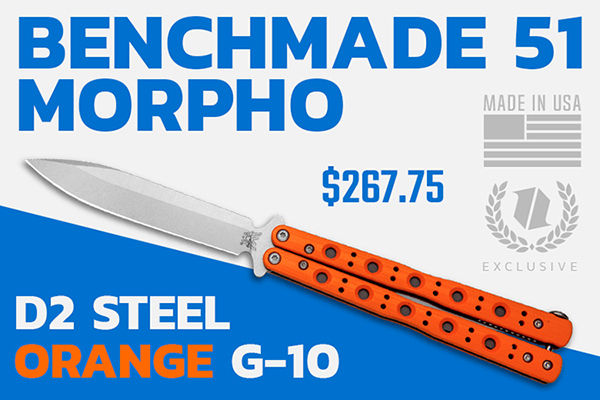 BENCHMADE 51
MORPHO
MADE IN USA
$267.75
EXCLUSIVE
D2 STEEL
ORANGE G-10